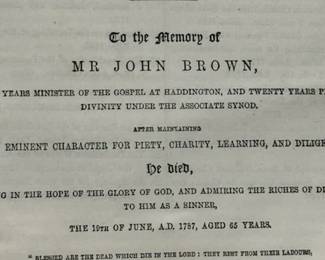 To the Memory of
MR JOHN BROWN,
YEARS MINISTER OF THE GOSPEL AT HADDINGTON, AND TWENTY YEARS P
DIVINITY UNDER THE ASSOCIATE SYNOD.
AFTER MAINTAINING
EMINENT CHARACTER FOR PIETY, CHARITY, LEARNING, AND DILIG
He died,
G IN THE HOPE OF THE GLORY OF GOD, AND ADMIRING THE RICHES OF DI
TO HIM AS A SINNER,
THE 19TH OF JUNE, A.D. 1787, AGED 65 YEARS.
"BLESSED ARE THE DEAD WHICH DIE IN THE LORD: THEY REST FROM THEIR LABOURS,